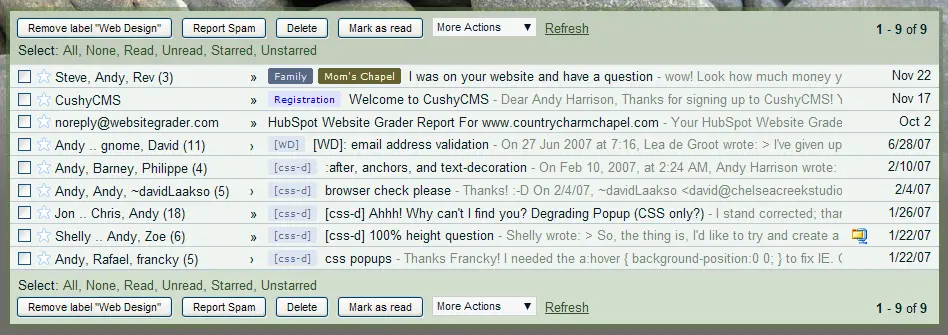 Remove label "Web Design" Report Spam Delete Mark as read More Actions Refresh 1 - 9 of 9
Select: All, None, Read, Unread, Starred, Unstarred
Steve, Andy, Rev (3) » Family Mom's Chapel I was on your website and have a question - wow! Look how much money y Nov 22
CushyCMS » Registration Welcome to CushyCMS - Dear Andy Harrison, Thanks for signing up to CushyCMS! Y Nov 17
noreply@websitegrader.com » HubSpot Website Grader Report For www.countrycharmchapel.com - Your HubSpot Website Grade Oct 2
Andy .. gnome, David (11) › [WD] [WD]: email address validation - On 27 Jun 2007 at 7:16, Lea de Groot wrote: > I've given up 6/28/07
Andy, Barney, Philippe (4) » [css-d] :after, anchors, and text-decoration - On Feb 10, 2007, at 2:24 AM, Andy Harrison wrote: 2/10/07
Andy, Andy, ~davidLaakso (5) › [css-d] browser check please - Thanks! :-D On 2/4/07, ~davidLaakso <david@chelseacreekstudio 2/4/07
Jon .. Chris, Andy (18) » [css-d] [css-d] Ahhh! Why can't I find you? Degrading Popup (CSS only?) - I stand corrected; than 1/26/07
Shelly .. Andy, Zoe (6) » [css-d] [css-d] 100% height question - Shelly wrote: > So, the thing is, I'd like to try and create a 1/22/07
Andy, Rafael, francky (5) › [css-d] css popups - Thanks Francky! I needed the a:hover { background-position:0 0; } to fix IE. 1/22/07
Select: All, None, Read, Unread, Starred, Unstarred
Remove label "Web Design" Report Spam Delete Mark as read More Actions Refresh 1 - 9 of 9